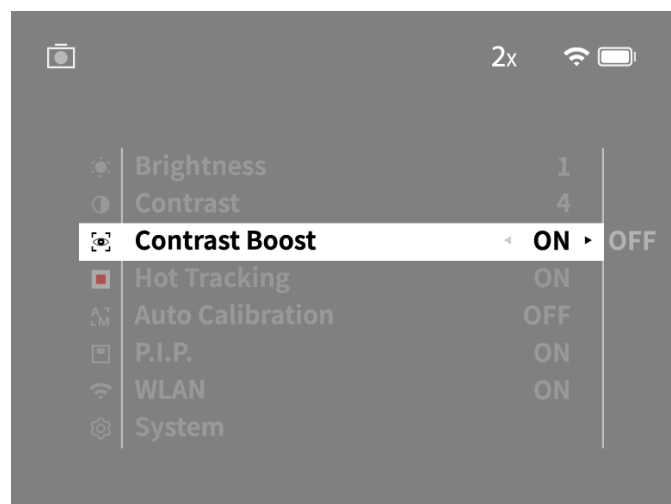 2x
Brightness 1
Contrast 4
Contrast Boost ON OFF
Hot Tracking ON
Auto Calibration OFF
P.I.P. ON
WLAN ON
System